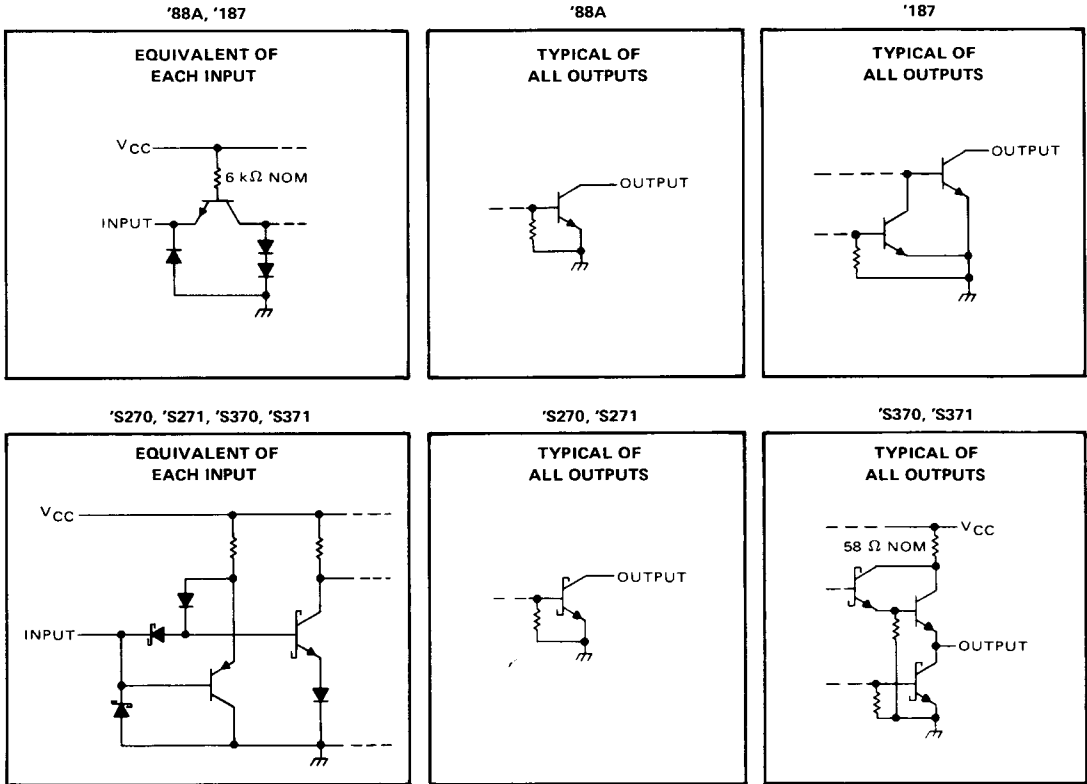 '88A, '187
EQUIVALENT OF
EACH INPUT
VCC
6 kΩ NOM
INPUT
'88A
TYPICAL OF
ALL OUTPUTS
OUTPUT
'187
TYPICAL OF
ALL OUTPUTS
OUTPUT
'S270, 'S271, 'S370, 'S371
EQUIVALENT OF
EACH INPUT
VCC
INPUT
'S270, 'S271
TYPICAL OF
ALL OUTPUTS
OUTPUT
'S370, 'S371
TYPICAL OF
ALL OUTPUTS
VCC
58 Ω NOM
OUTPUT